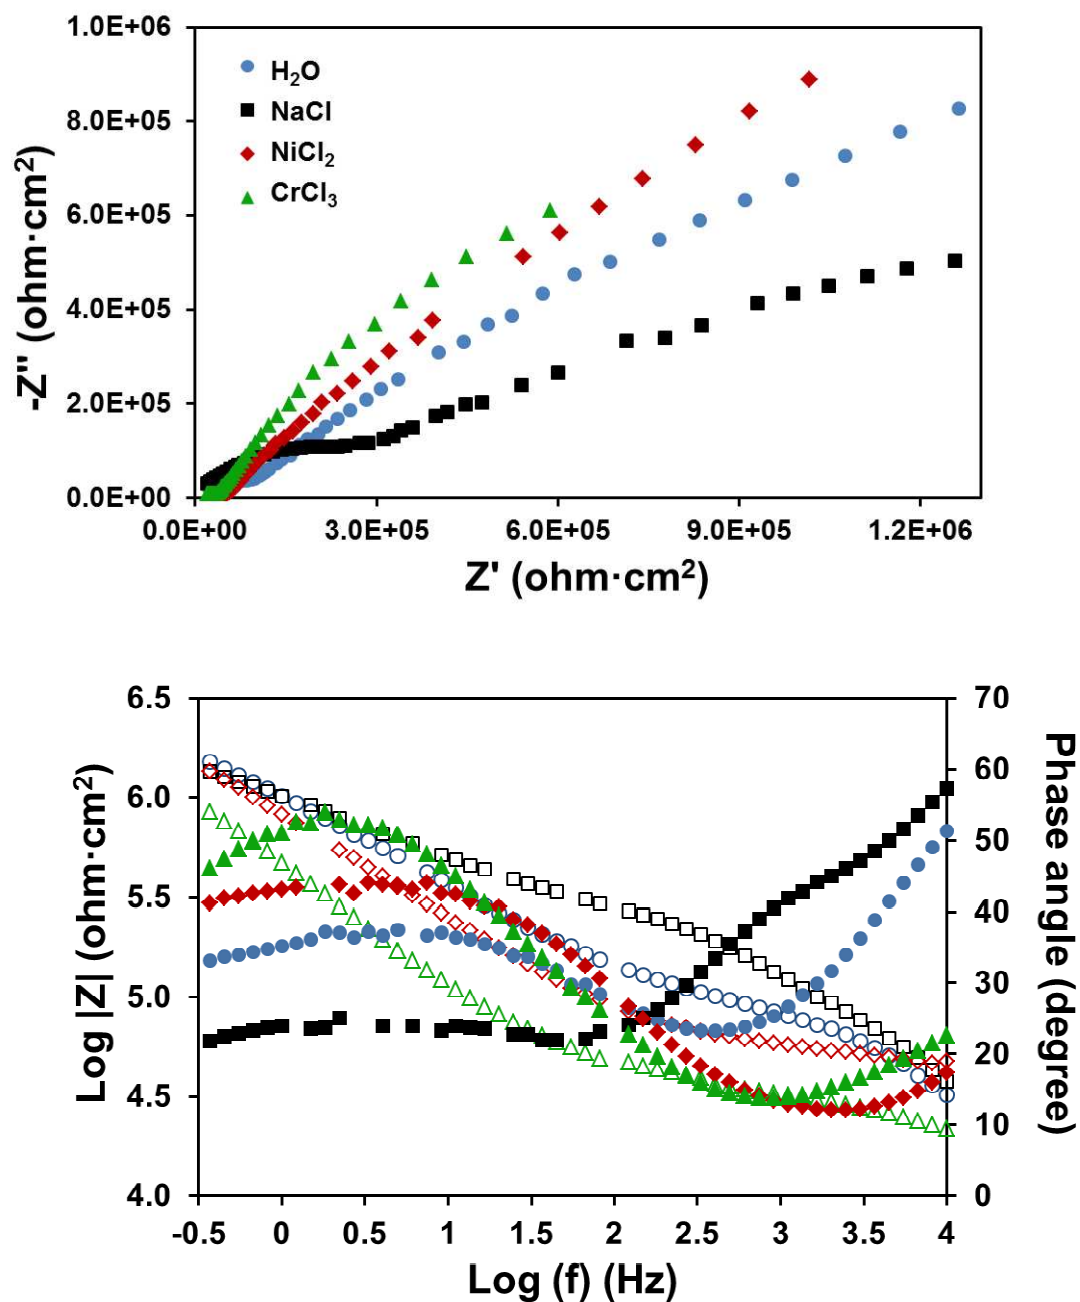 1.0E+06
8.0E+05
6.0E+05
4.0E+05
2.0E+05
0.0E+00
-Z" (ohm·cm²)
H₂O
NaCl
NiCl₂
CrCl₃
0.0E+00 3.0E+05 6.0E+05 9.0E+05 1.2E+06
Z' (ohm·cm²)
6.5
6.0
5.5
5.0
4.5
4.0
Log |Z| (ohm·cm²)
70
60
50
40
30
20
10
0
Phase angle (degree)
-0.5 0 0.5 1 1.5 2 2.5 3 3.5 4
Log (f) (Hz)